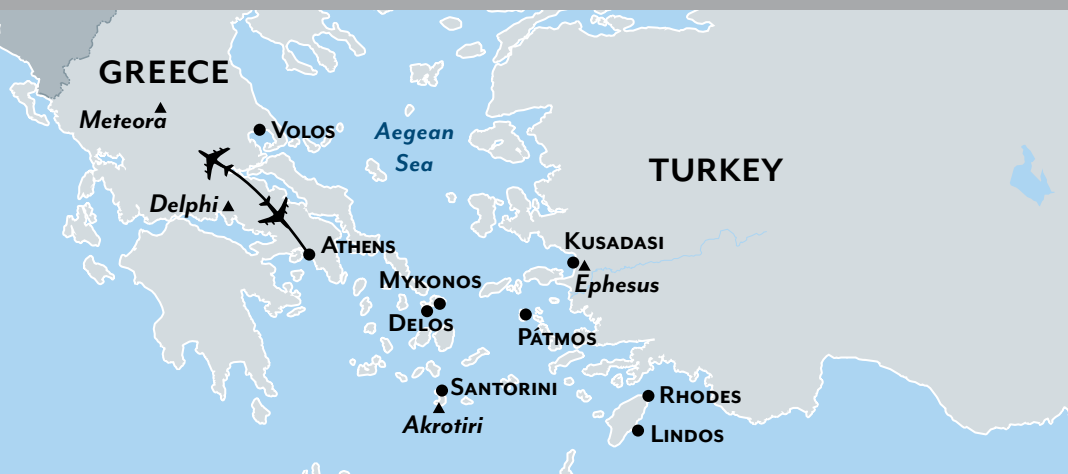 GREECE
Meteora
VOLOS
Aegean
Sea
TURKEY
Delphi
ATHENS
KUSADASI
Ephesus
MYKONOS
DELOS
PÁTMOS
SANTORINI
Akrotiri
RHODES
LINDOS